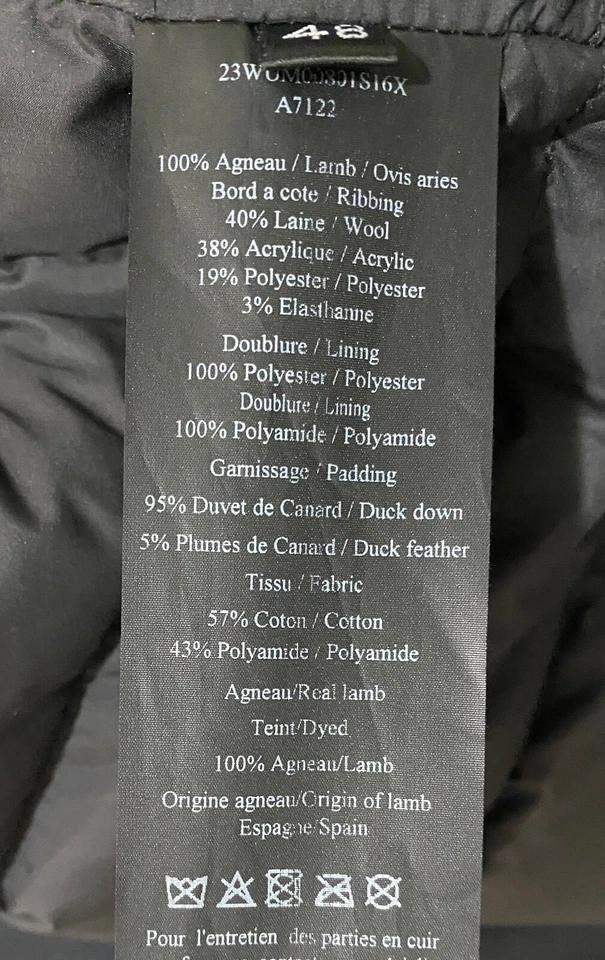 48
23WOM00801S16X
A7122
100% Agneau / Lamb / Ovis aries
Bord a cote / Ribbing
40% Laine / Wool
38% Acrylique / Acrylic
19% Polyester / Polyester
3% Elasthanne
Doublure / Lining
100% Polyester / Polyester
Doublure / Lining
100% Polyamide / Polyamide
Garnissage / Padding
95% Duvet de Canard / Duck down
5% Plumes de Canard / Duck feather
Tissu / Fabric
57% Coton / Cotton
43% Polyamide / Polyamide
Agneau/Real lamb
Teint/Dyed
100% Agneau/Lamb
Origine agneau/Origin of lamb
Espagne/Spain
Pour l'entretien des parties en cuir